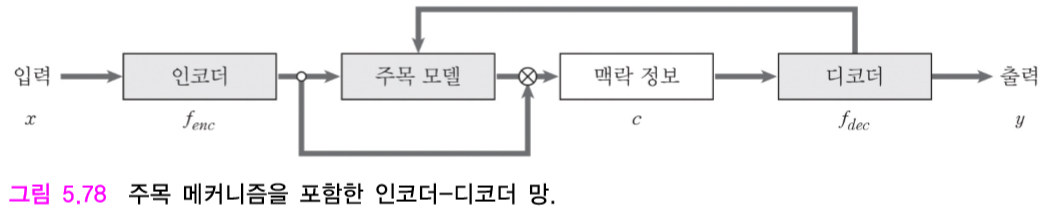 입력 인코더 주목 모델 맥락 정보 디코더 출력
x f_enc c f_dec y
그림 5.78 주목 메커니즘을 포함한 인코더-디코더 망.